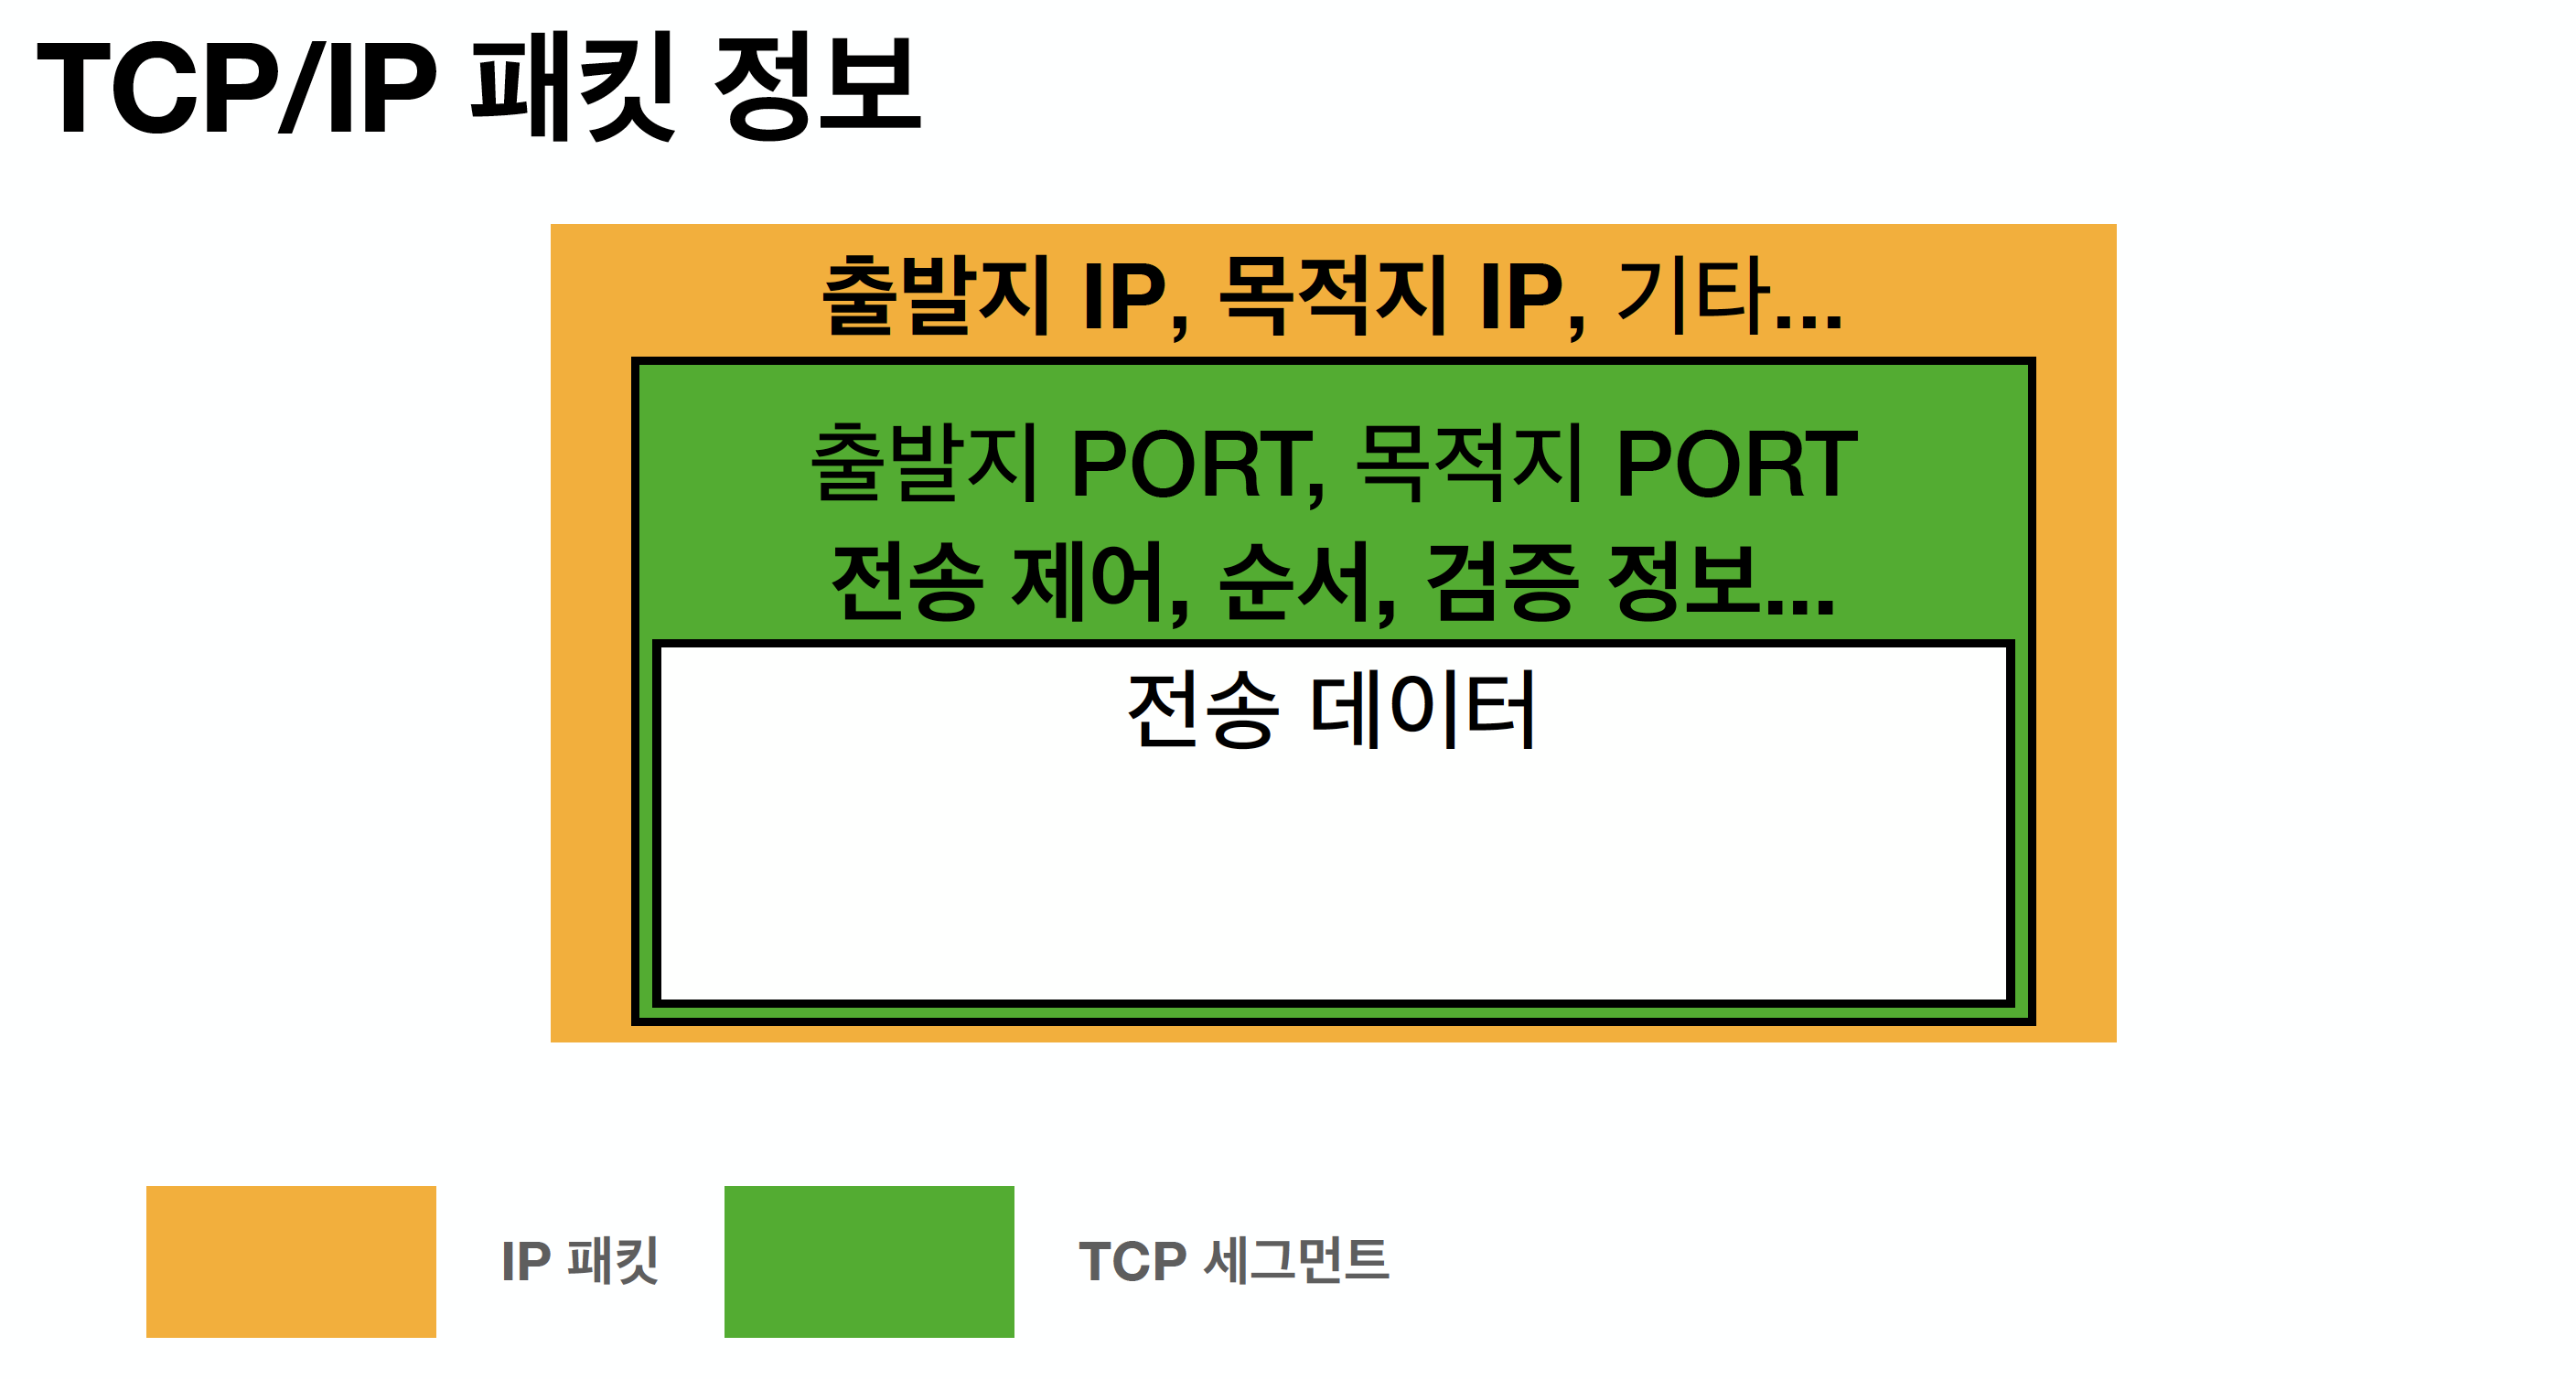 TCP/IP 패킷 정보
출발지 IP, 목적지 IP, 기타...
출발지 PORT, 목적지 PORT
전송 제어, 순서, 검증 정보...
전송 데이터
IP 패킷
TCP 세그먼트